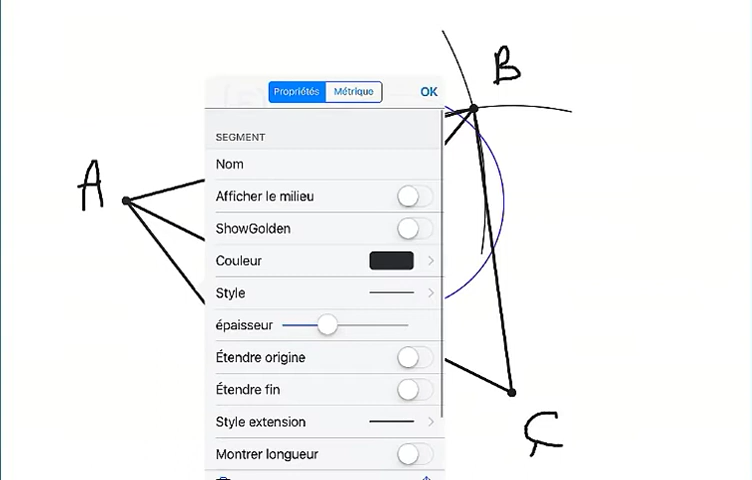 B
Propriétés Métrique OK
SEGMENT
Nom
A
Afficher le milieu
ShowGolden
Couleur
Style
épaisseur
Étendre origine
Étendre fin
Style extension
C
Montrer longueur